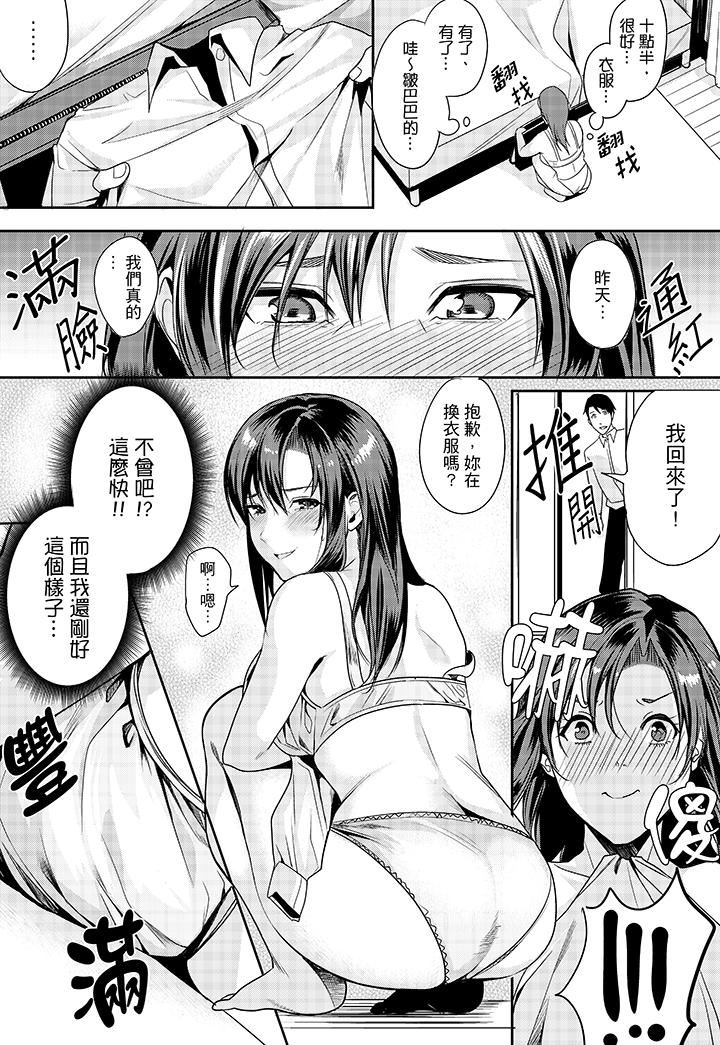 十點半，
很好…
衣服…
翻
找
翻
找
有了、
有了…
哇～皺巴巴的…
……
昨天…
通紅
我們真的
…
滿臉
我回來了！
推開
抱歉，妳在
換衣服嗎？
嚇
傻
!!!
啊…嗯…
不會吧!?
這麼快!!
而且我還剛好
這個樣子…
豐
滿